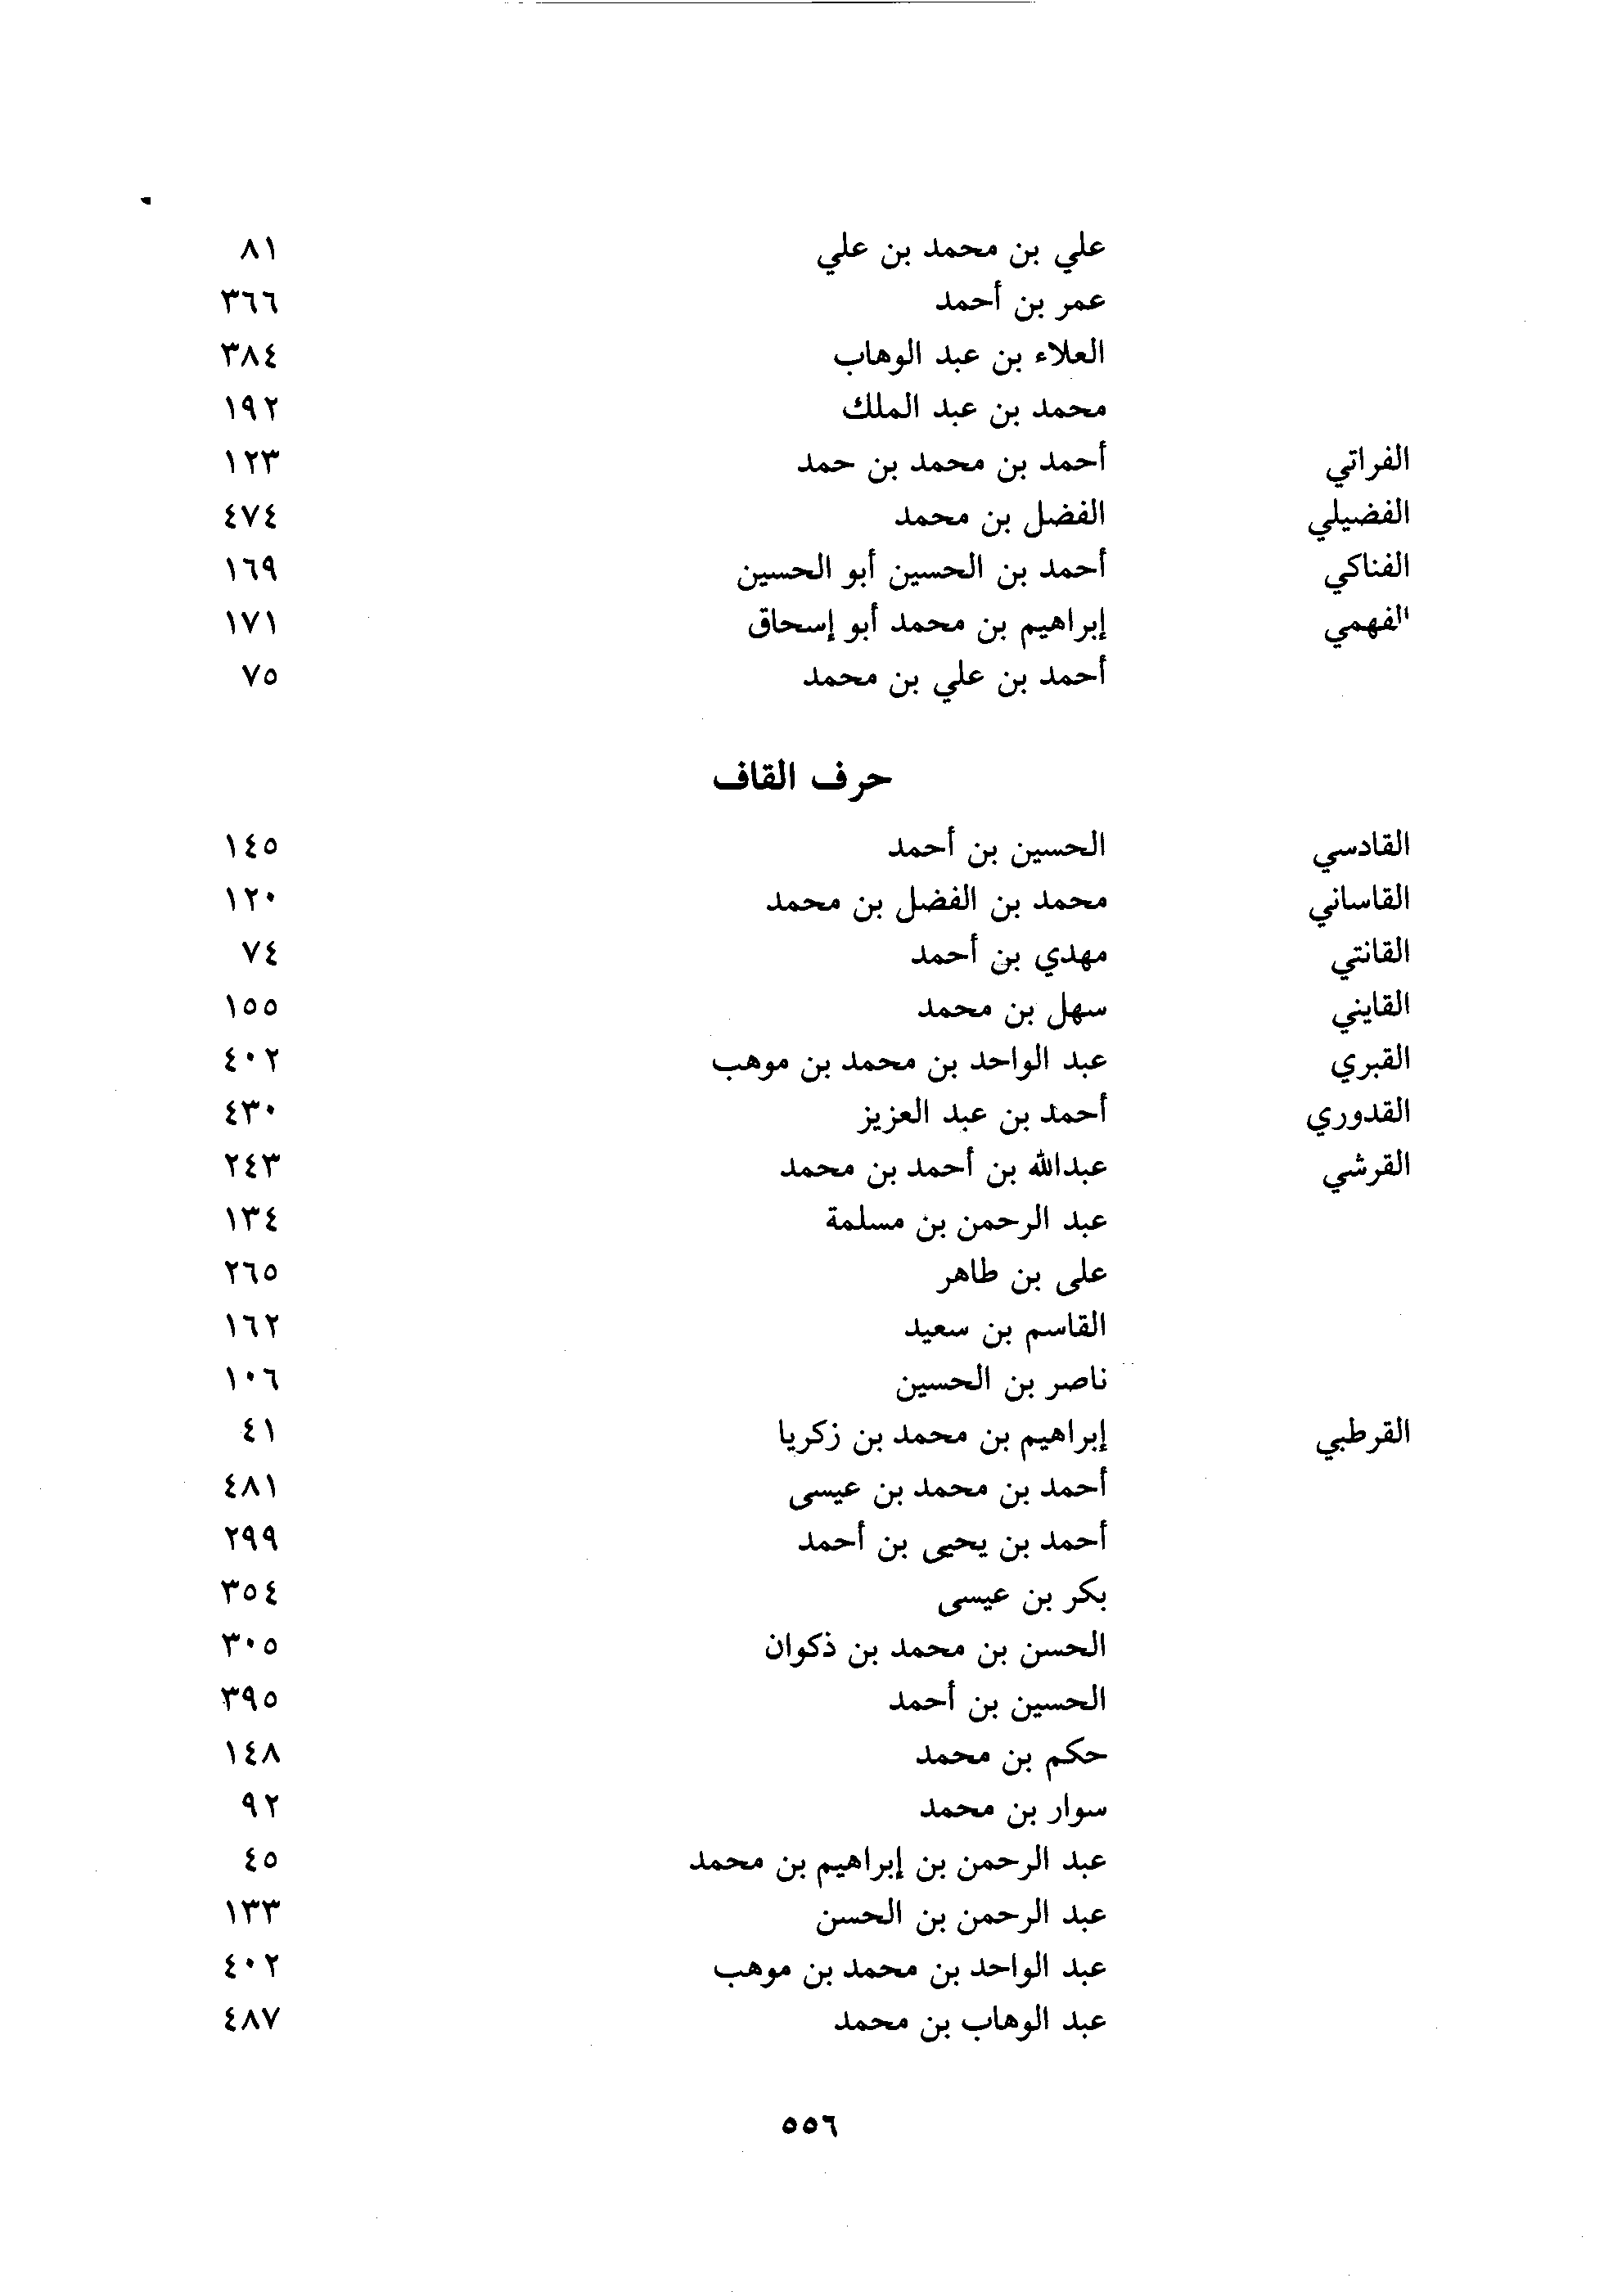 علي بن محمد بن علي ٨١
عمر بن أحمد ٣٦٦
العلاء بن عبد الوهاب ٣٨٤
محمد بن عبد الملك ١٩٢
الفراتي أحمد بن محمد بن حمد ١٢٣
الفضيلي الفضل بن محمد ٤٧٤
الفناكي أحمد بن الحسين أبو الحسين ١٦٩
الفهمي إبراهيم بن محمد أبو إسحاق ١٧١
أحمد بن علي بن محمد ٧٥
حرف القاف
القادسي الحسين بن أحمد ١٤٥
القاساني محمد بن الفضل بن محمد ١٢٠
القانتي مهدي بن أحمد ٧٤
القايني سهل بن محمد ١٥٥
القبري عبد الواحد بن محمد بن موهب ٤٠٢
القدوري أحمد بن عبد العزيز ٤٣٠
القرشي عبدالله بن أحمد بن محمد ٢٤٣
عبد الرحمن بن مسلمة ١٣٤
على بن طاهر ٢٦٥
القاسم بن سعيد ١٦٢
ناصر بن الحسين ١٠٦
القرطبي إبراهيم بن محمد بن زكريا ٤١
أحمد بن محمد بن عيسى ٤٨١
أحمد بن يحيى بن أحمد ٢٩٩
بكر بن عيسى ٣٥٤
الحسن بن محمد بن ذكوان ٣٠٥
الحسين بن أحمد ٣٩٥
حكم بن محمد ١٤٨
سوار بن محمد ٩٢
عبد الرحمن بن إبراهيم بن محمد ٤٥
عبد الرحمن بن الحسن ١٣٣
عبد الواحد بن محمد بن موهب ٤٠٢
عبد الوهاب بن محمد ٤٨٧
٥٥٦